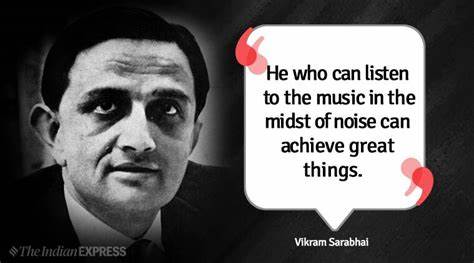 He who can listen
to the music in the
midst of noise can
achieve great
things.
Vikram Sarabhai
The Indian EXPRESS